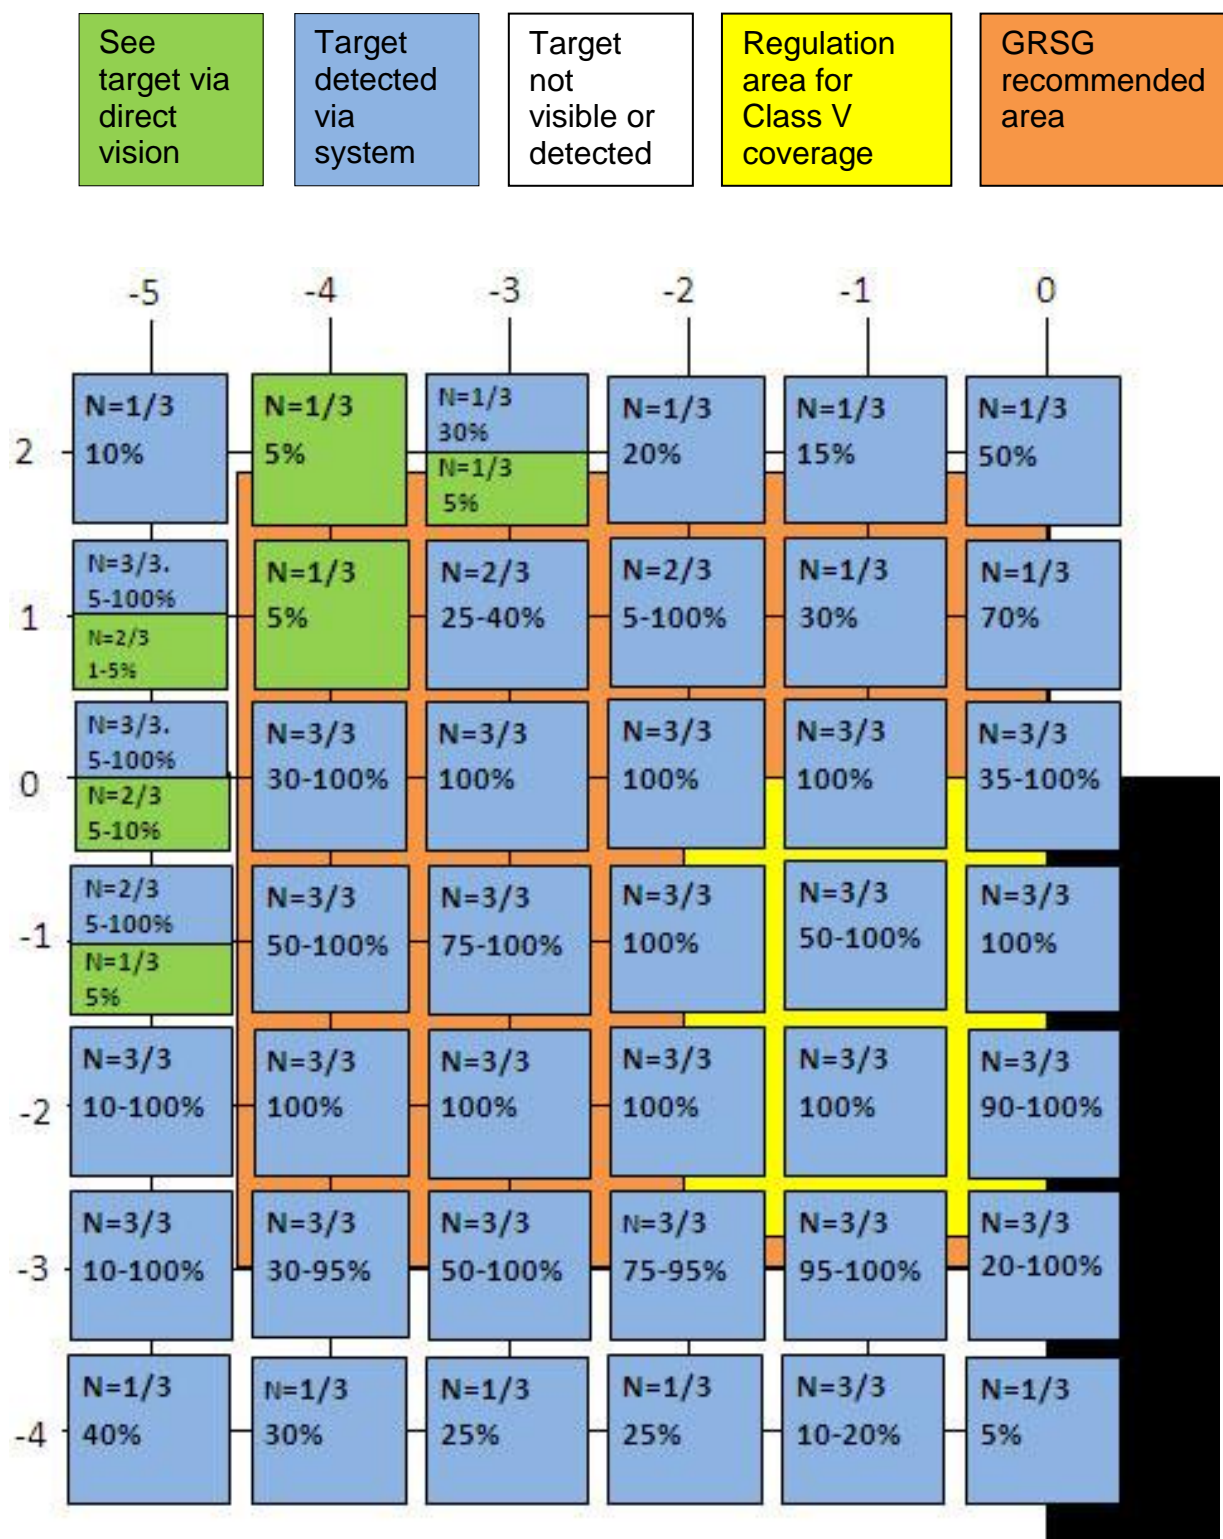 See
target via
direct
vision
Target
detected
via
system
Target
not
visible or
detected
Regulation
area for
Class V
coverage
GRSG
recommended
area
-5 -4 -3 -2 -1 0
2
N=1/3
10%
N=1/3
5%
N=1/3
30%
N=1/3
5%
N=1/3
20%
N=1/3
15%
N=1/3
50%
1
N=3/3.
5-100%
N=2/3
1-5%
N=1/3
5%
N=2/3
25-40%
N=2/3
5-100%
N=1/3
30%
N=1/3
70%
0
N=3/3.
5-100%
N=2/3
5-10%
N=3/3
30-100%
N=3/3
100%
N=3/3
100%
N=3/3
100%
N=3/3
35-100%
-1
N=2/3
5-100%
N=1/3
5%
N=3/3
50-100%
N=3/3
75-100%
N=3/3
100%
N=3/3
50-100%
N=3/3
100%
-2
N=3/3
10-100%
N=3/3
100%
N=3/3
100%
N=3/3
100%
N=3/3
100%
N=3/3
90-100%
-3
N=3/3
10-100%
N=3/3
30-95%
N=3/3
50-100%
N=3/3
75-95%
N=3/3
95-100%
N=3/3
20-100%
-4
N=1/3
40%
N=1/3
30%
N=1/3
25%
N=1/3
25%
N=3/3
10-20%
N=1/3
5%